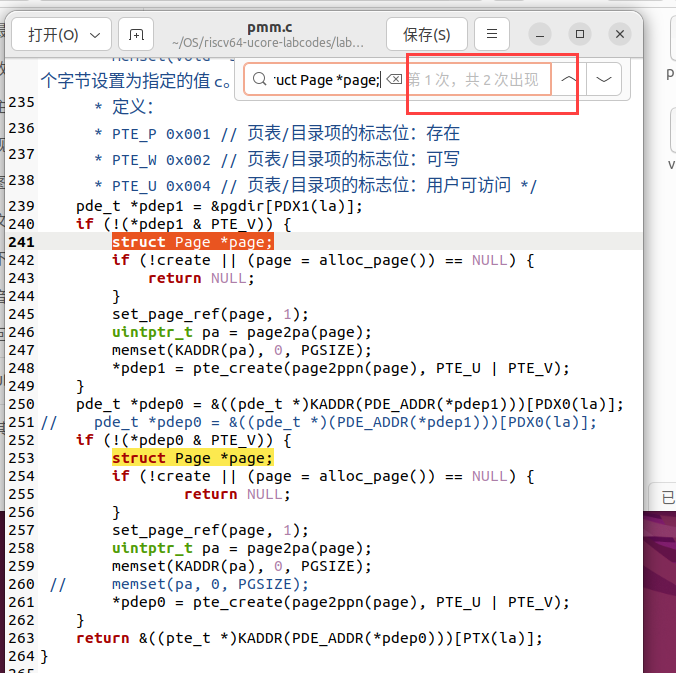 打开(O)
pmm.c
~/OS/riscv64-ucore-labcodes/lab…
保存(S)
ruct Page *page;
第 1 次，共 2 次出现
个字节设置为指定的值 c。
235 * 定义：
236 * PTE_P 0x001 // 页表/目录项的标志位：存在
237 * PTE_W 0x002 // 页表/目录项的标志位：可写
238 * PTE_U 0x004 // 页表/目录项的标志位：用户可访问 */
239 pde_t *pdep1 = &pgdir[PDX1(la)];
240 if (!(*pdep1 & PTE_V)) {
241 struct Page *page;
242 if (!create || (page = alloc_page()) == NULL) {
243 return NULL;
244 }
245 set_page_ref(page, 1);
246 uintptr_t pa = page2pa(page);
247 memset(KADDR(pa), 0, PGSIZE);
248 *pdep1 = pte_create(page2ppn(page), PTE_U | PTE_V);
249 }
250 pde_t *pdep0 = &((pde_t *)KADDR(PDE_ADDR(*pdep1)))[PDX0(la)];
251 // pde_t *pdep0 = &((pde_t *)(PDE_ADDR(*pdep1)))[PDX0(la)];
252 if (!(*pdep0 & PTE_V)) {
253 struct Page *page;
254 if (!create || (page = alloc_page()) == NULL) {
255 return NULL;
256 }
257 set_page_ref(page, 1);
258 uintptr_t pa = page2pa(page);
259 memset(KADDR(pa), 0, PGSIZE);
260 // memset(pa, 0, PGSIZE);
261 *pdep0 = pte_create(page2ppn(page), PTE_U | PTE_V);
262 }
263 return &((pte_t *)KADDR(PDE_ADDR(*pdep0)))[PTX(la)];
264 }